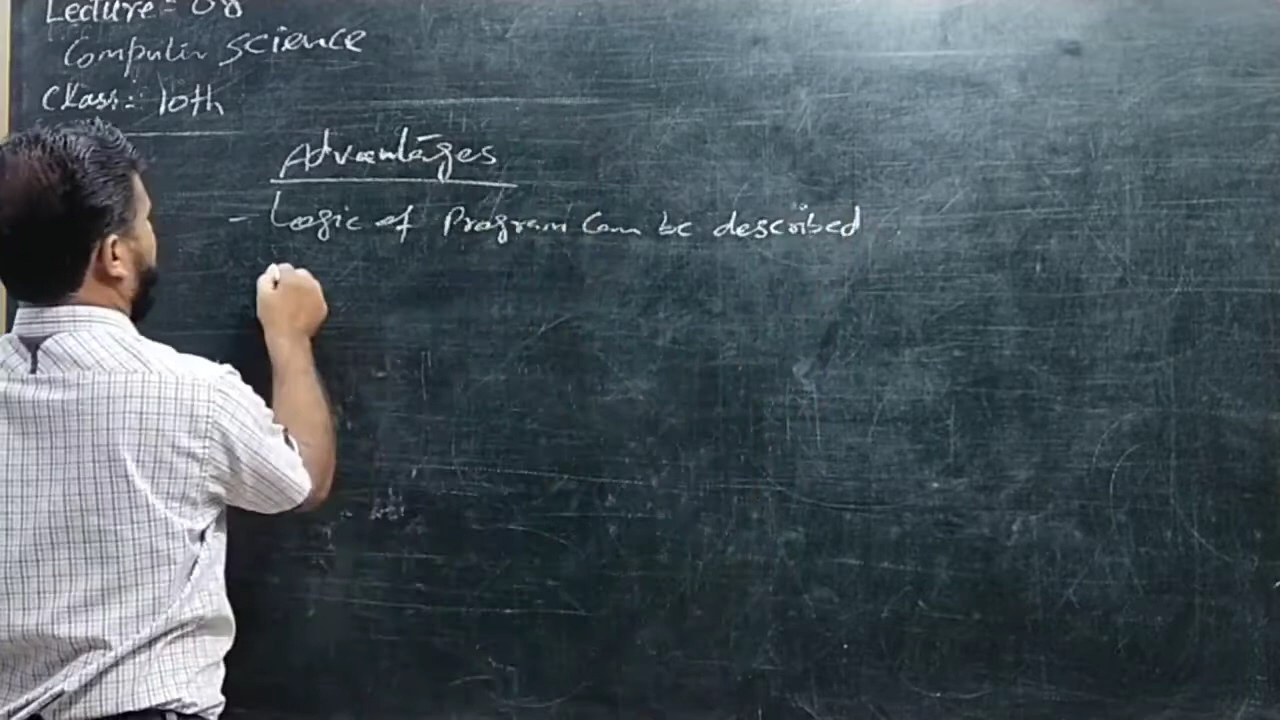 Lecture = 08
Computer science
Class: 10th
Advantages
- Logic of Program Can be described